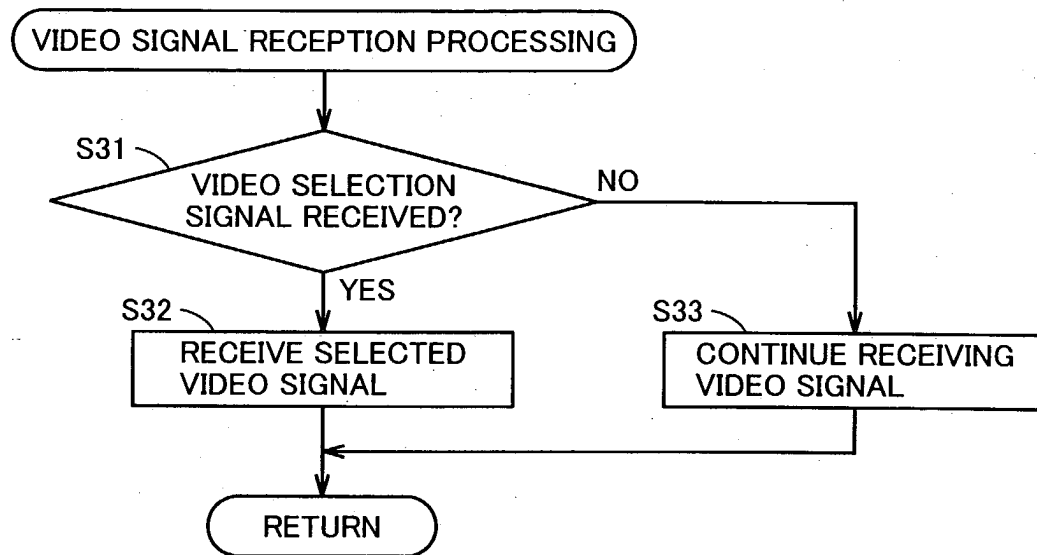 VIDEO SIGNAL RECEPTION PROCESSING
S31
VIDEO SELECTION
SIGNAL RECEIVED?
NO
YES
S32
RECEIVE SELECTED
VIDEO SIGNAL
S33
CONTINUE RECEIVING
VIDEO SIGNAL
RETURN